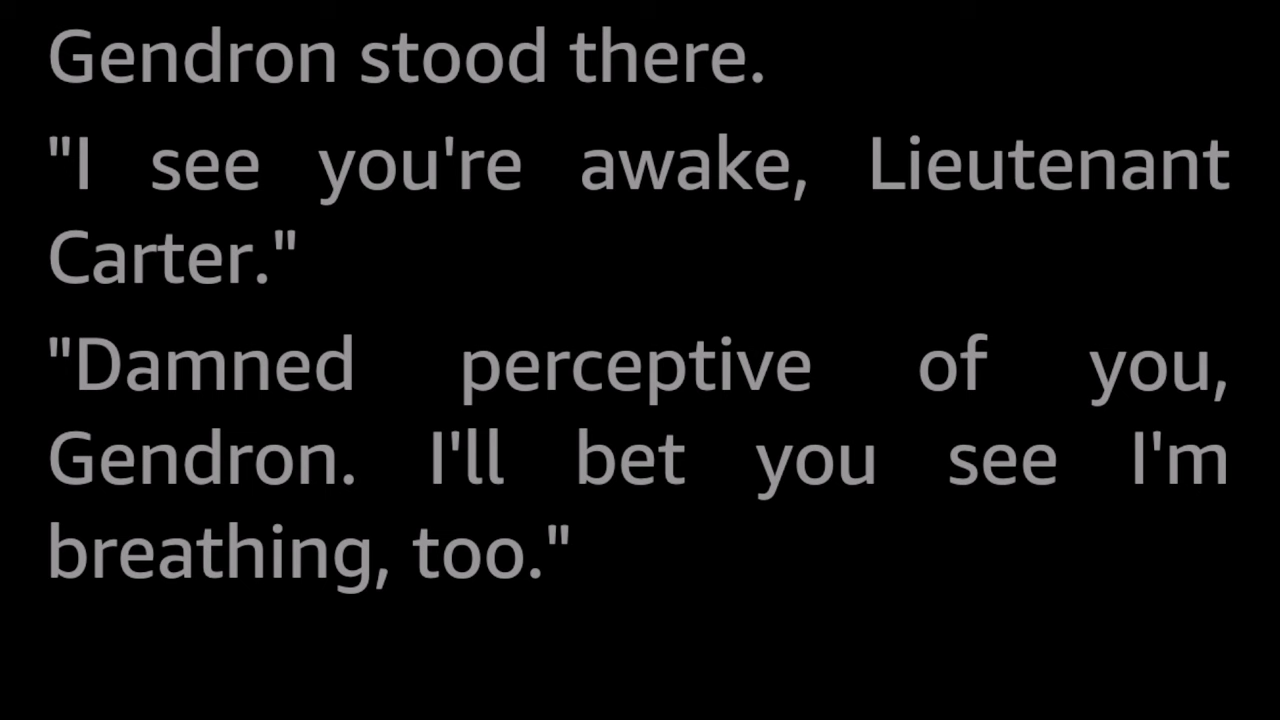 Gendron stood there.
"I see you're awake, Lieutenant
Carter."
"Damned perceptive of you,
Gendron. I'll bet you see I'm
breathing, too."